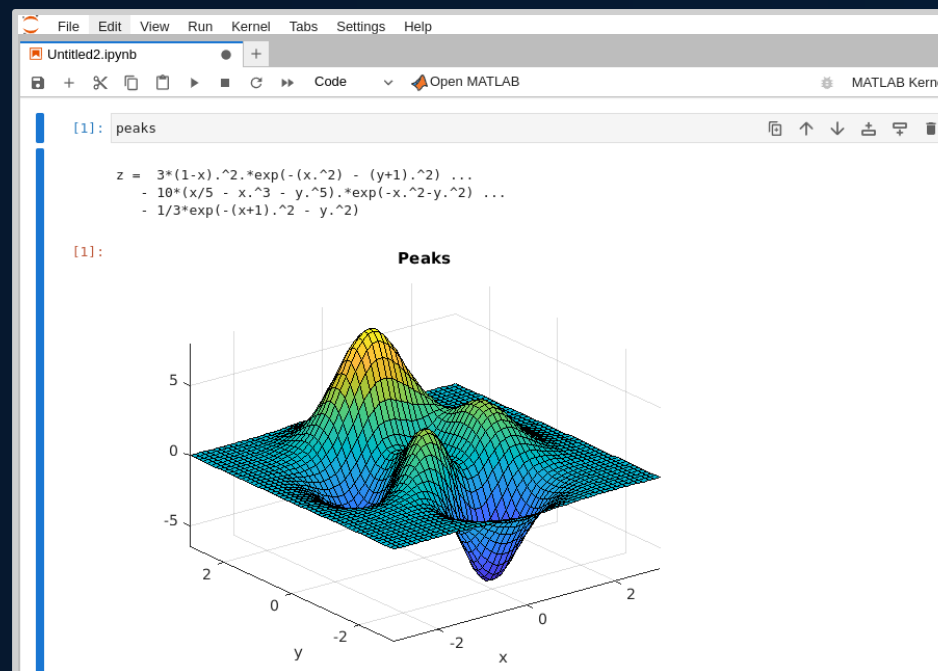 File Edit View Run Kernel Tabs Settings Help
Untitled2.ipynb
Code Open MATLAB MATLAB
[1]: peaks
z =  3*(1-x).^2.*exp(-(x.^2) - (y+1).^2) ...
   - 10*(x/5 - x.^3 - y.^5).*exp(-x.^2-y.^2) ...
   - 1/3*exp(-(x+1).^2 - y.^2)
[1]:
Peaks
5
0
-5
2
0
-2
y
-2
0
2
x